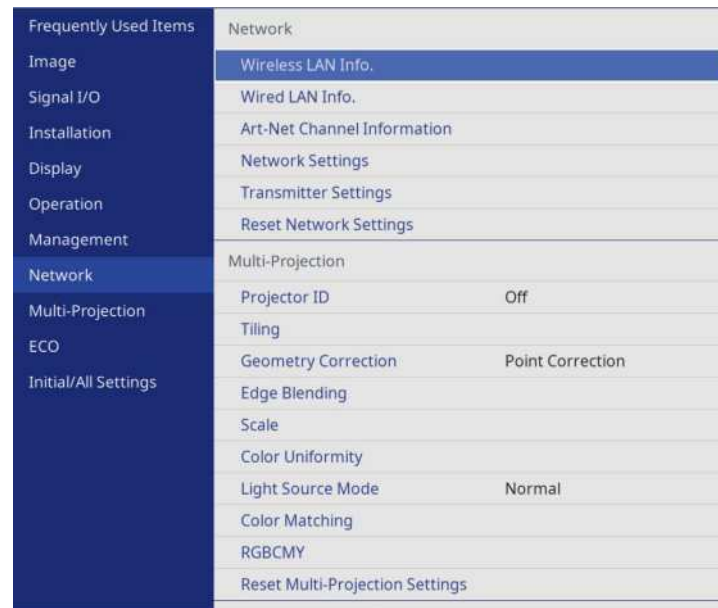 Frequently Used Items
Image
Signal I/O
Installation
Display
Operation
Management
Network
Multi-Projection
ECO
Initial/All Settings
Network
Wireless LAN Info.
Wired LAN Info.
Art-Net Channel Information
Network Settings
Transmitter Settings
Reset Network Settings
Multi-Projection
Projector ID Off
Tiling
Geometry Correction Point Correction
Edge Blending
Scale
Color Uniformity
Light Source Mode Normal
Color Matching
RGBCMY
Reset Multi-Projection Settings